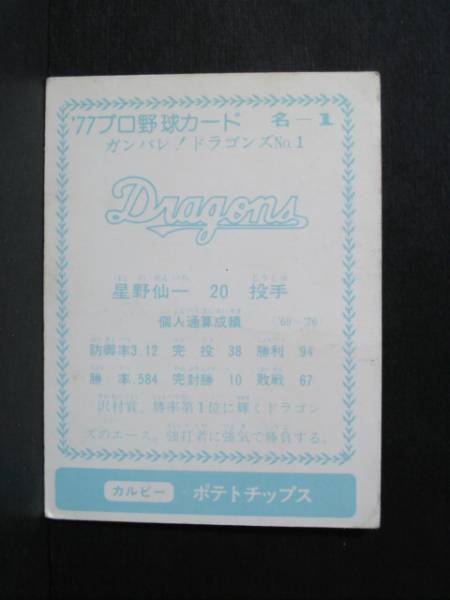 '77プロ野球カード 名－1
ガンバレ!ドラゴンズNo.1
Dragons
星野仙一 20 投手
個人通算成績 '69〜'76
防御率3.12 完投 38 勝利 94
勝率.584 完封勝 10 敗戦 67
沢村賞、勝率第1位に輝くドラゴン
ズのエース。強打者に強気で勝負する。
カルビー ポテトチップス